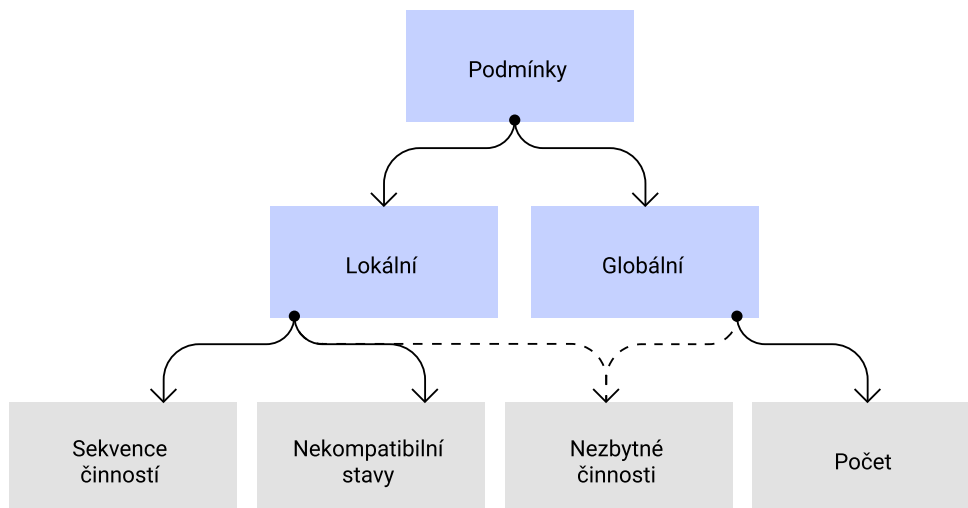 Podmínky
Lokální
Globální
Sekvence
činností
Nekompatibilní
stavy
Nezbytné
činnosti
Počet